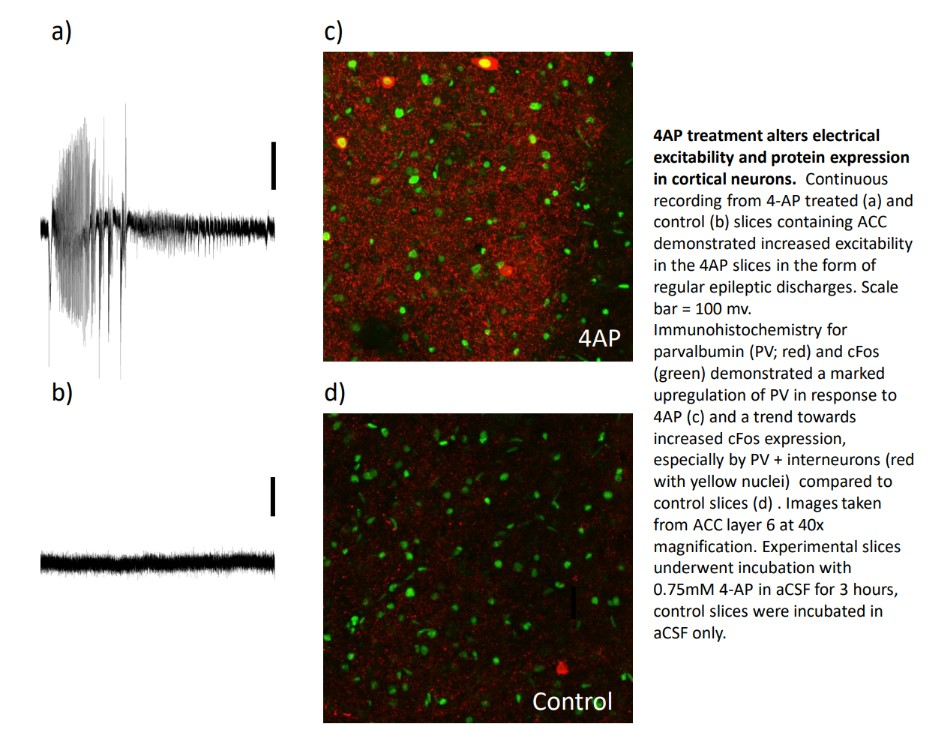 a)
c)
4AP
b)
d)
Control
4AP treatment alters electrical
excitability and protein expression
in cortical neurons. Continuous
recording from 4-AP treated (a) and
control (b) slices containing ACC
demonstrated increased excitability
in the 4AP slices in the form of
regular epileptic discharges. Scale
bar = 100 mv.
Immunohistochemistry for
parvalbumin (PV; red) and cFos
(green) demonstrated a marked
upregulation of PV in response to
4AP (c) and a trend towards
increased cFos expression,
especially by PV + interneurons (red
with yellow nuclei) compared to
control slices (d) . Images taken
from ACC layer 6 at 40x
magnification. Experimental slices
underwent incubation with
0.75mM 4-AP in aCSF for 3 hours,
control slices were incubated in
aCSF only.